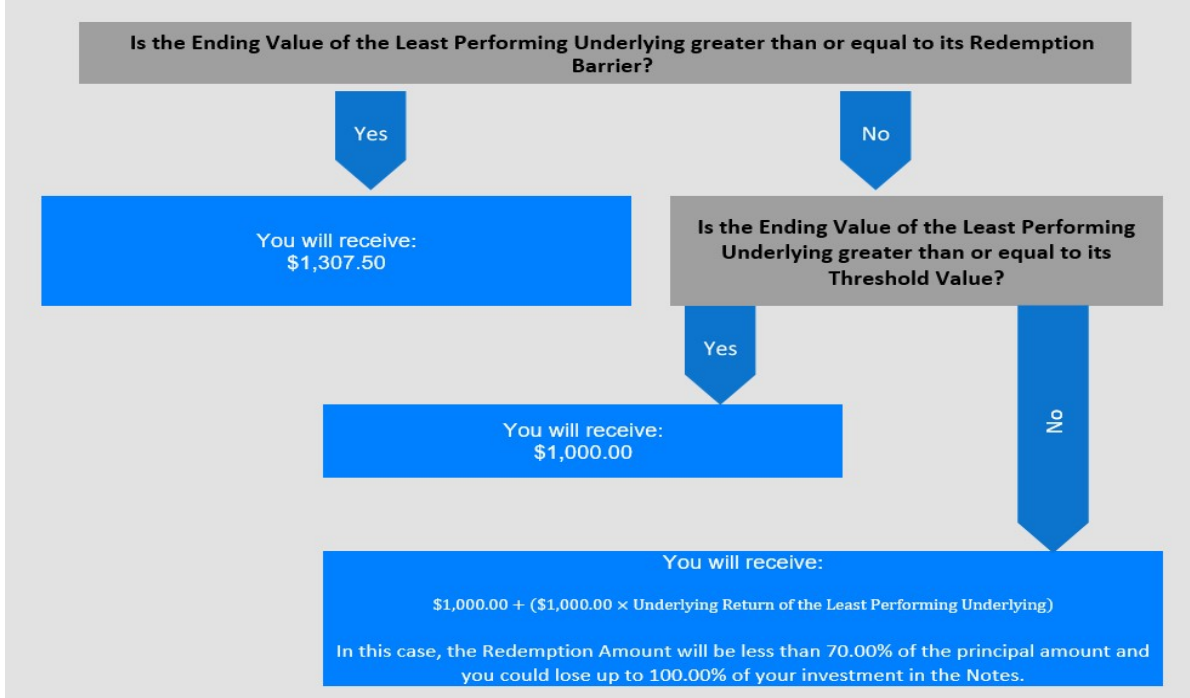 Is the Ending Value of the Least Performing Underlying greater than or equal to its Redemption
Barrier?
Yes
No
You will receive:
$1,307.50
Is the Ending Value of the Least Performing
Underlying greater than or equal to its
Threshold Value?
Yes
No
You will receive:
$1,000.00
You will receive:
$1,000.00 + ($1,000.00 × Underlying Return of the Least Performing Underlying)
In this case, the Redemption Amount will be less than 70.00% of the principal amount and
you could lose up to 100.00% of your investment in the Notes.